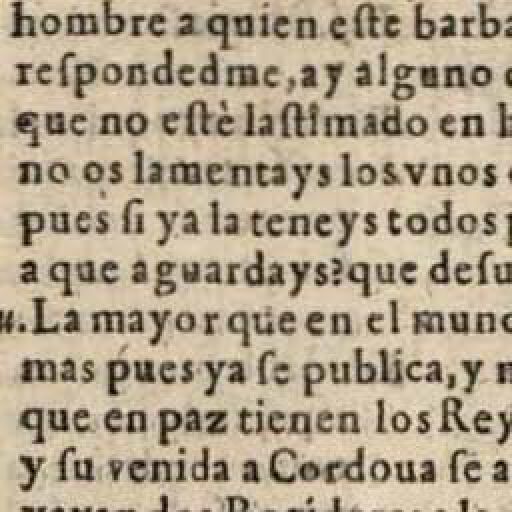 hombre a quien eſte barba
reſpondedme, ay alguno
que no eſtè laſtimado en
no os lamentays los vnos
pues ſi ya la teneys todos
a que aguardays? que deſu
u. La mayor que en el mund
mas pues ya ſe publica, y
que en paz tienen los Rey
y ſu venida a Cordoua ſe a